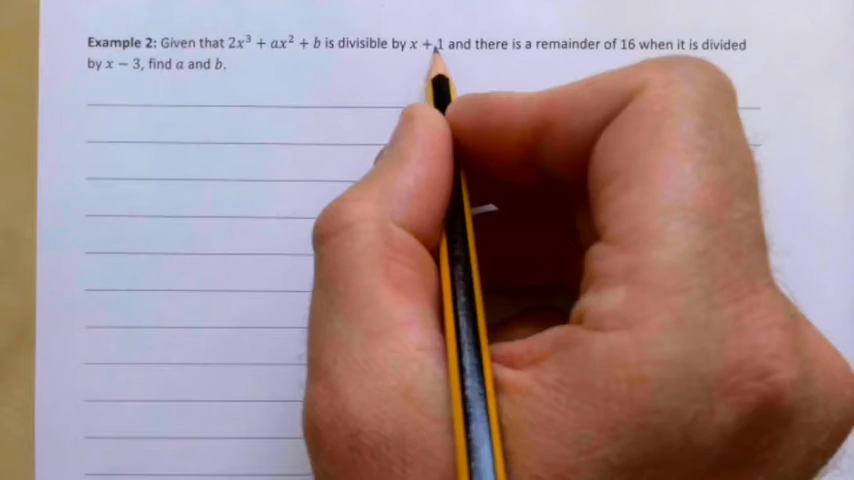 Example 2: Given that 2x³ + ax² + b is divisible by x + 1 and there is a remainder of 16 when it is divided
by x − 3, find a and b.